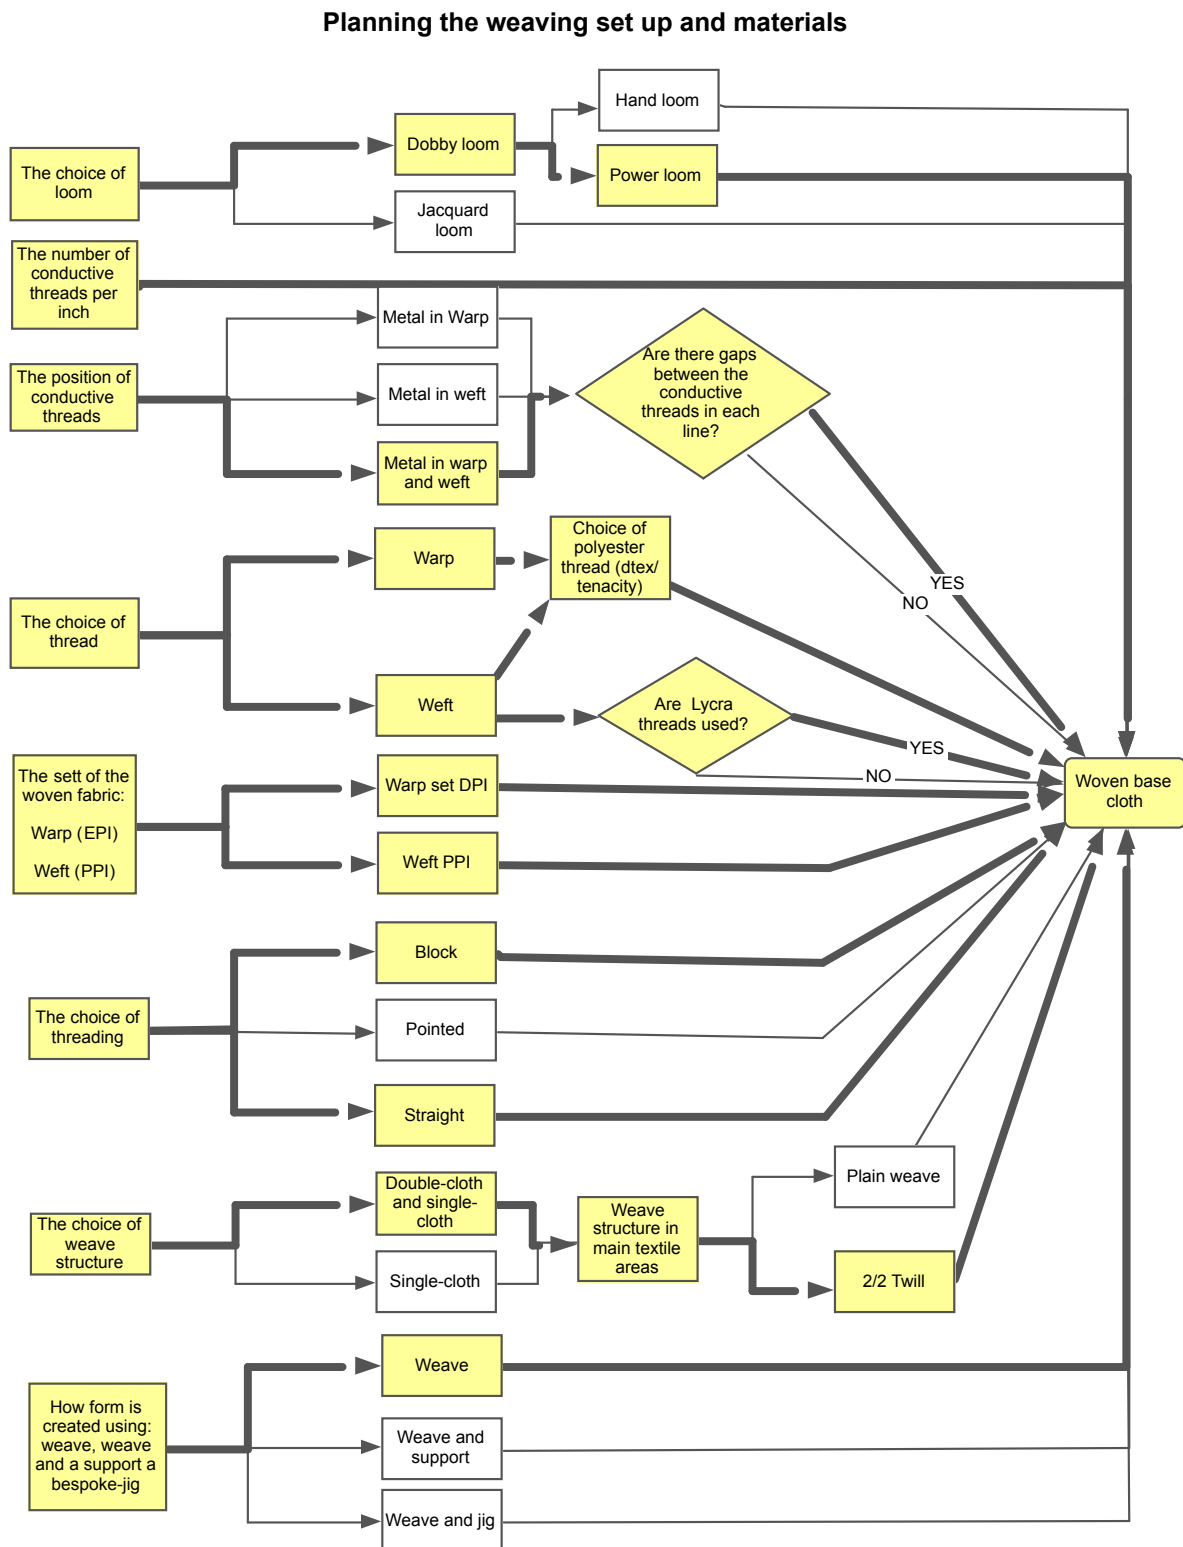 Planning the weaving set up and materials
Hand loom
Dobby loom
Power loom
The choice of
loom
Jacquard
loom
The number of
conductive
threads per
inch
Metal in Warp
Are there gaps
between the
conductive
threads in each
line?
The position of
conductive
threads
Metal in weft
Metal in warp
and weft
YES
NO
Warp
Choice of
polyester
thread (dtex/
tenacity)
The choice of
thread
Weft
Are Lycra
threads used?
YES
NO
The sett of the
woven fabric:
Warp (EPI)
Weft (PPI)
Warp set DPI
Weft PPI
Woven base
cloth
Block
The choice of
threading
Pointed
Straight
Double-cloth
and single-
cloth
The choice of
weave
structure
Single-cloth
Weave
structure in
main textile
areas
Plain weave
2/2 Twill
Weave
How form is
created using:
weave, weave
and a support a
bespoke-jig
Weave and
support
Weave and jig